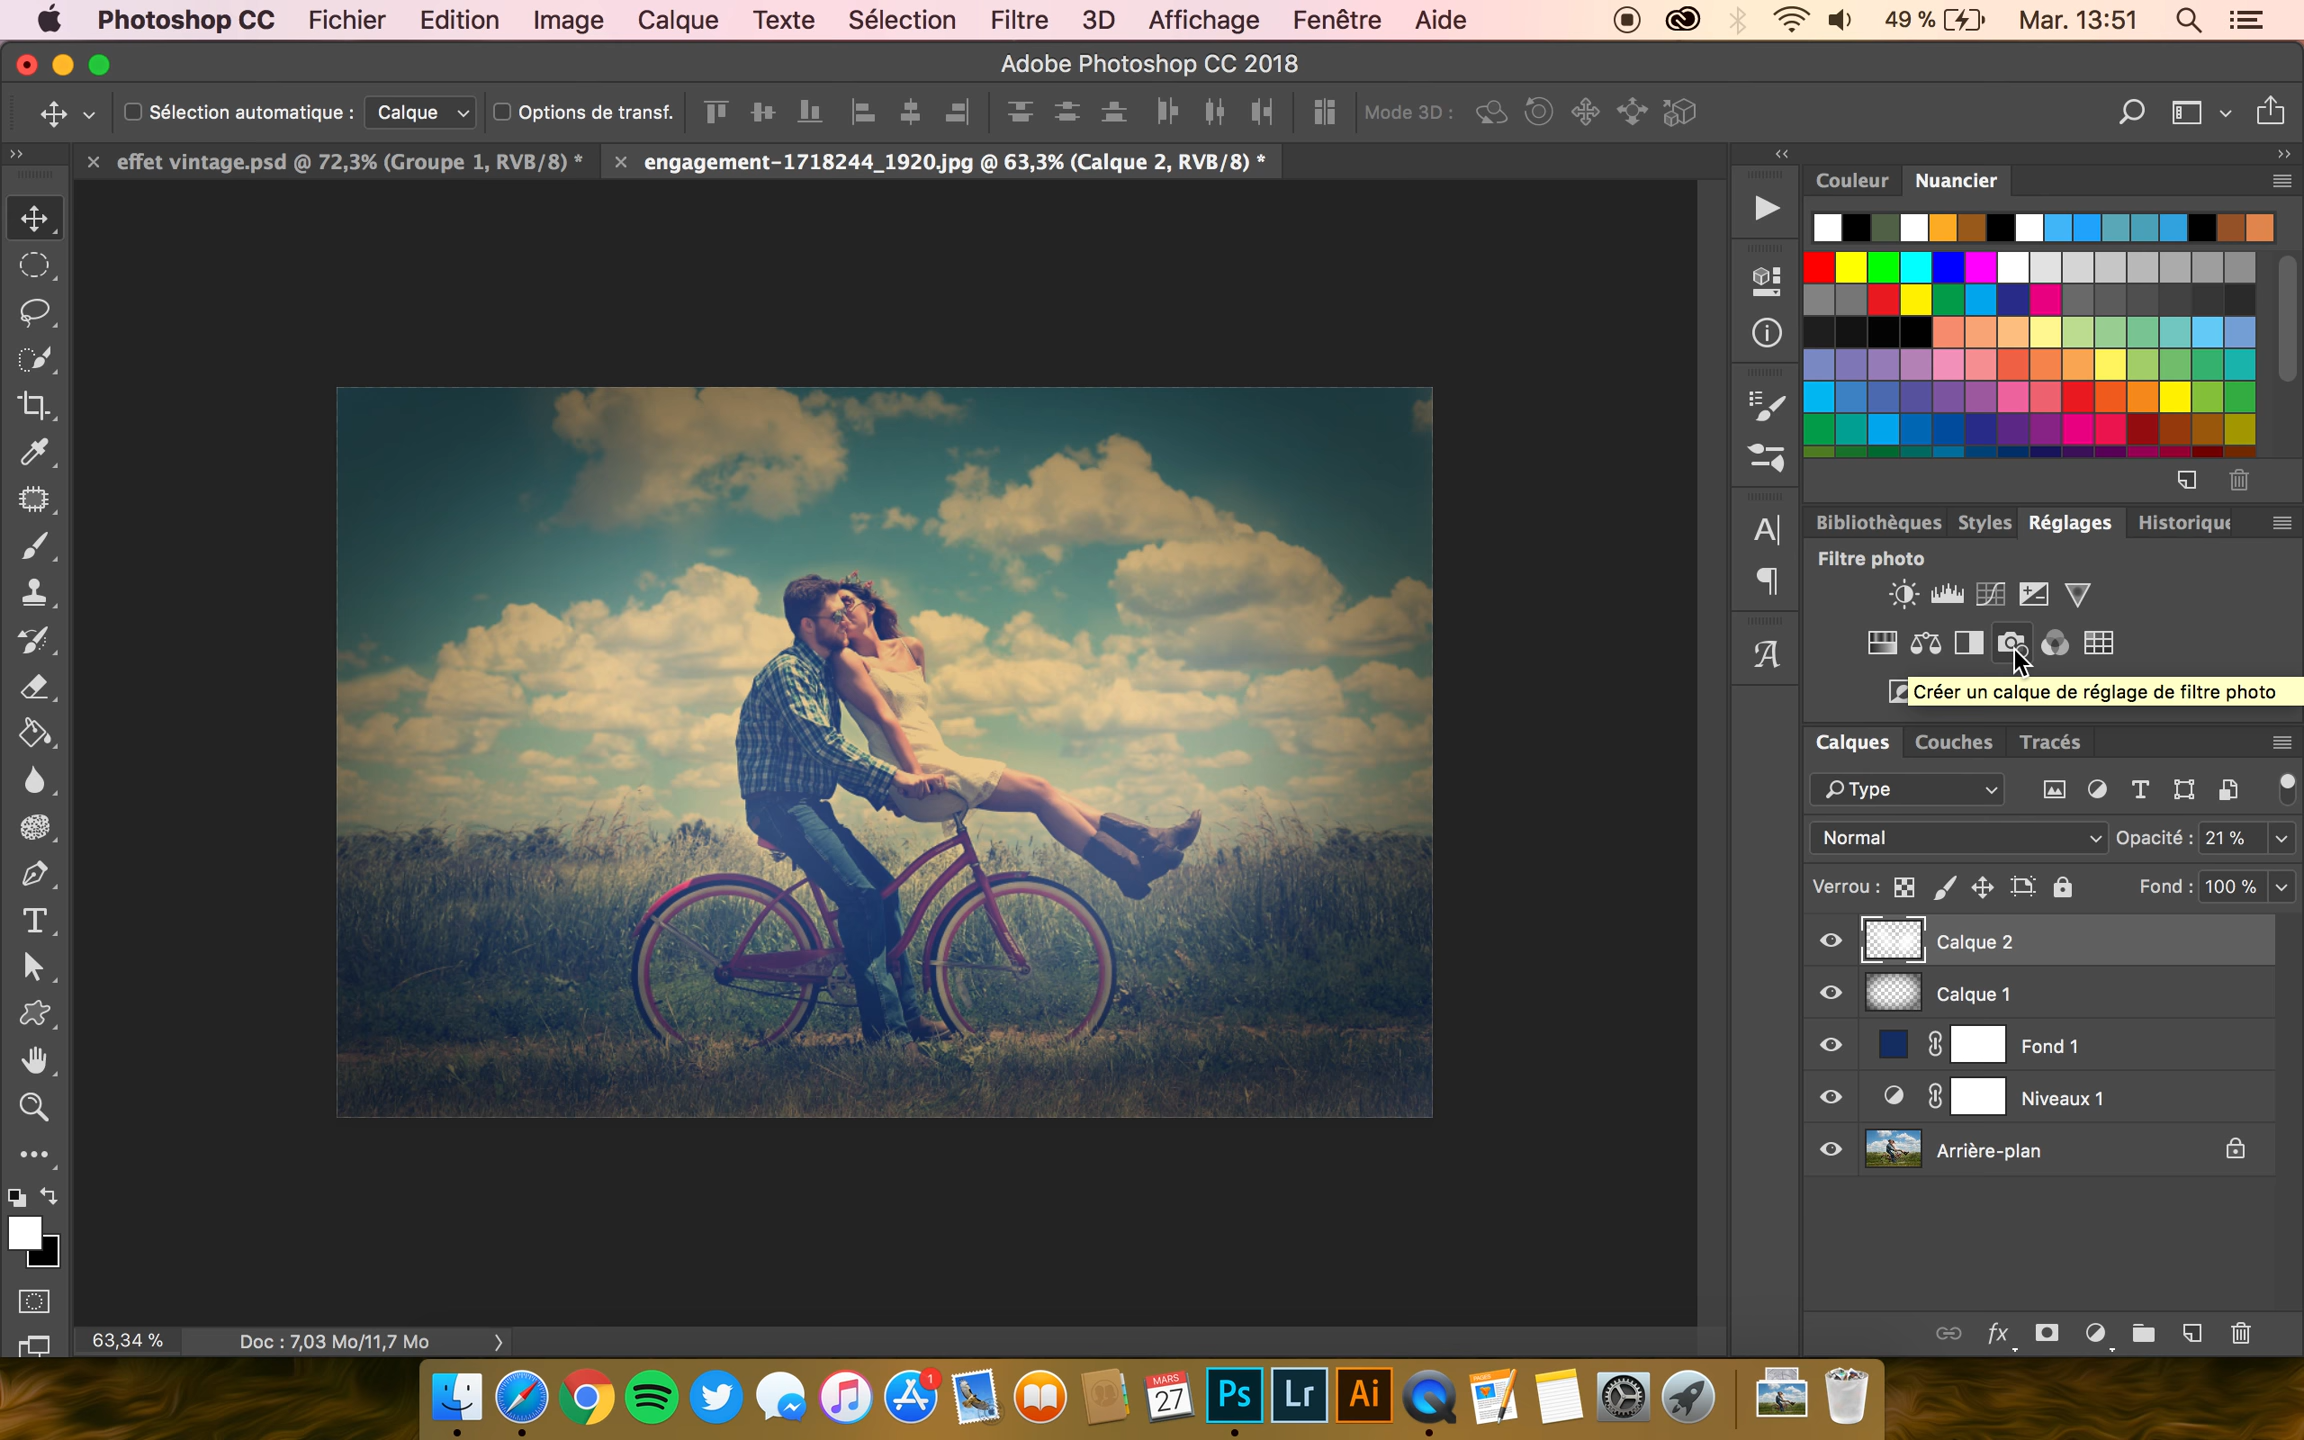 Photoshop CC Fichier Edition Image Calque Texte Sélection Filtre 3D Affichage Fenêtre Aide 49 % Mar. 13:51
Adobe Photoshop CC 2018
Sélection automatique : Calque Options de transf. Mode 3D :
effet vintage.psd @ 72,3% (Groupe 1, RVB/8) * engagement-1718244_1920.jpg @ 63,3% (Calque 2, RVB/8) *
Couleur Nuancier
Bibliothèques Styles Réglages Historique
Filtre photo
Créer un calque de réglage de filtre photo
Calques Couches Tracés
Type
Normal Opacité : 21 %
Verrou : Fond : 100 %
Calque 2
Calque 1
Fond 1
Niveaux 1
Arrière-plan
63,34 % Doc : 7,03 Mo/11,7 Mo
fx
1
MARS
27
Ps Lr Ai
PAGES